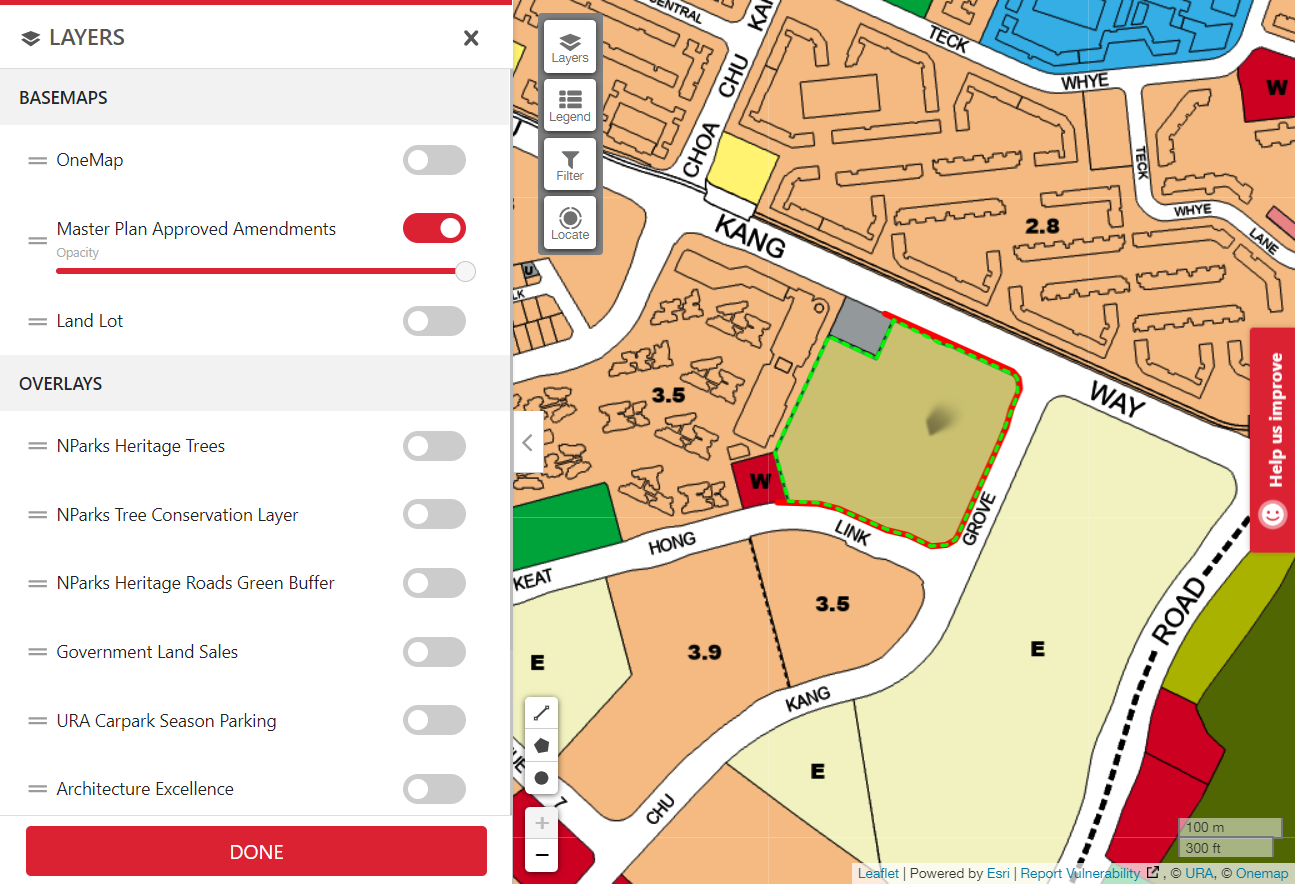 LAYERS
BASEMAPS
OneMap
Master Plan Approved Amendments
Opacity
Land Lot
OVERLAYS
NParks Heritage Trees
NParks Tree Conservation Layer
NParks Heritage Roads Green Buffer
Government Land Sales
URA Carpark Season Parking
Architecture Excellence
DONE
Layers
Legend
Filter
Locate
CENTRAL
CHOA CHU KANG
TECK
WHYE
W
TECK
WHYE
LANE
2.8
KANG
WAY
U
LK
3.5
W
HONG
LINK
GROVE
KEAT
3.5
3.9
E
E
E
KANG
CHU
ROAD
7
Help us improve
+
−
100 m
300 ft
Leaflet | Powered by Esri | Report Vulnerability , © URA, © Onemap